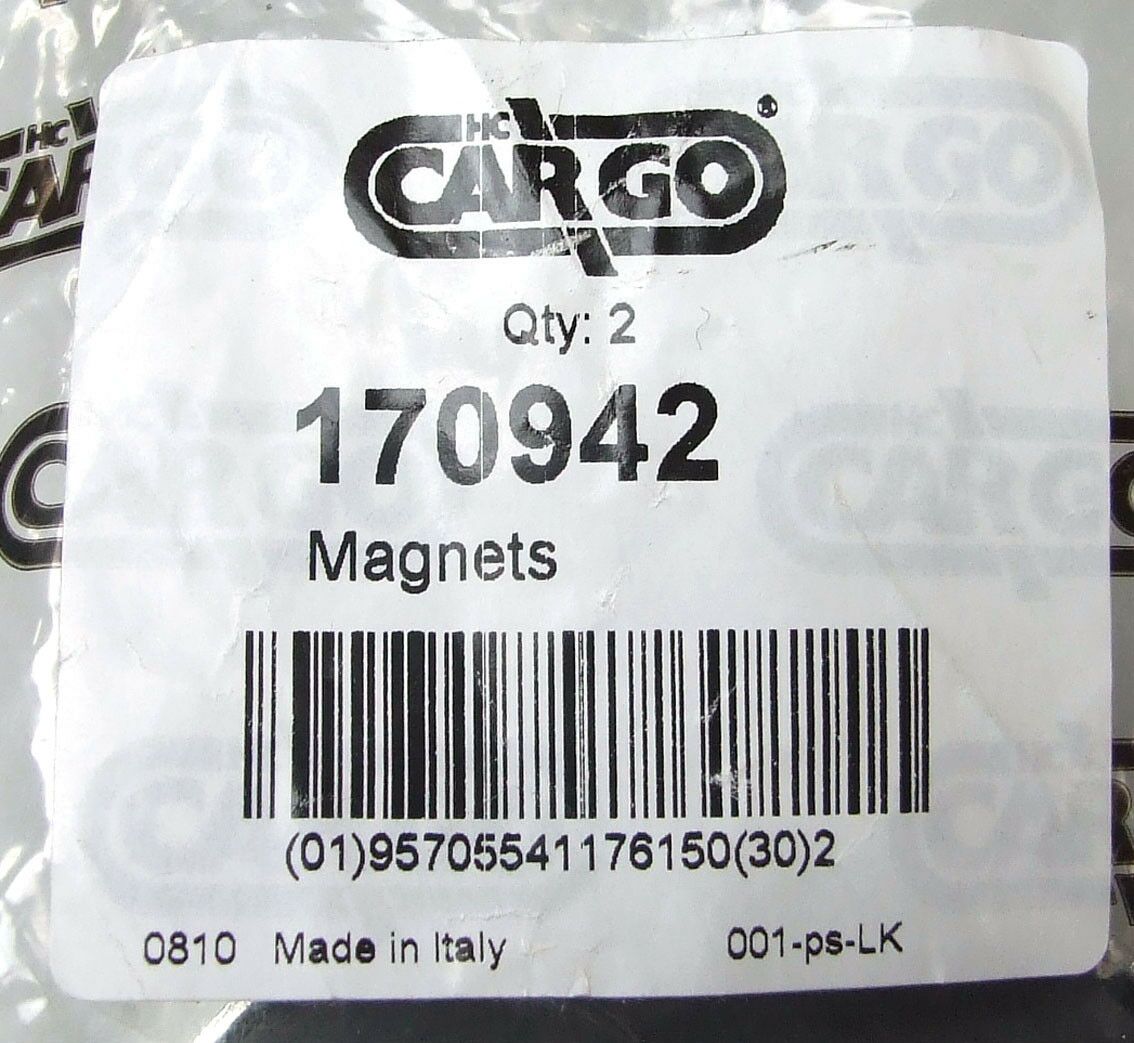 HC
CARGO®
Qty: 2
170942
Magnets
(01)95705541176150(30)2
0810 Made in Italy 001-ps-LK